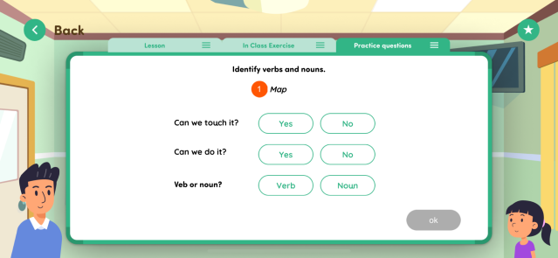 Back
Lesson
In Class Exercise
Practice questions
Identify verbs and nouns.
1 Map
Can we touch it? Yes No
Can we do it? Yes No
Veb or noun? Verb Noun
ok